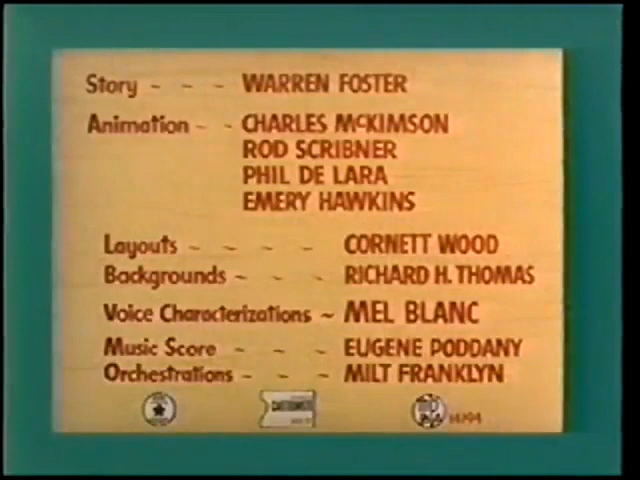 Story ~ ~ ~ WARREN FOSTER
Animation ~ ~ CHARLES McKIMSON
ROD SCRIBNER
PHIL DE LARA
EMERY HAWKINS
Layouts ~ ~ ~ ~ CORNETT WOOD
Backgrounds ~ ~ ~ RICHARD H. THOMAS
Voice Characterizations ~ MEL BLANC
Music Score ~ ~ ~ EUGENE PODDANY
Orchestrations ~ ~ ~ MILT FRANKLYN